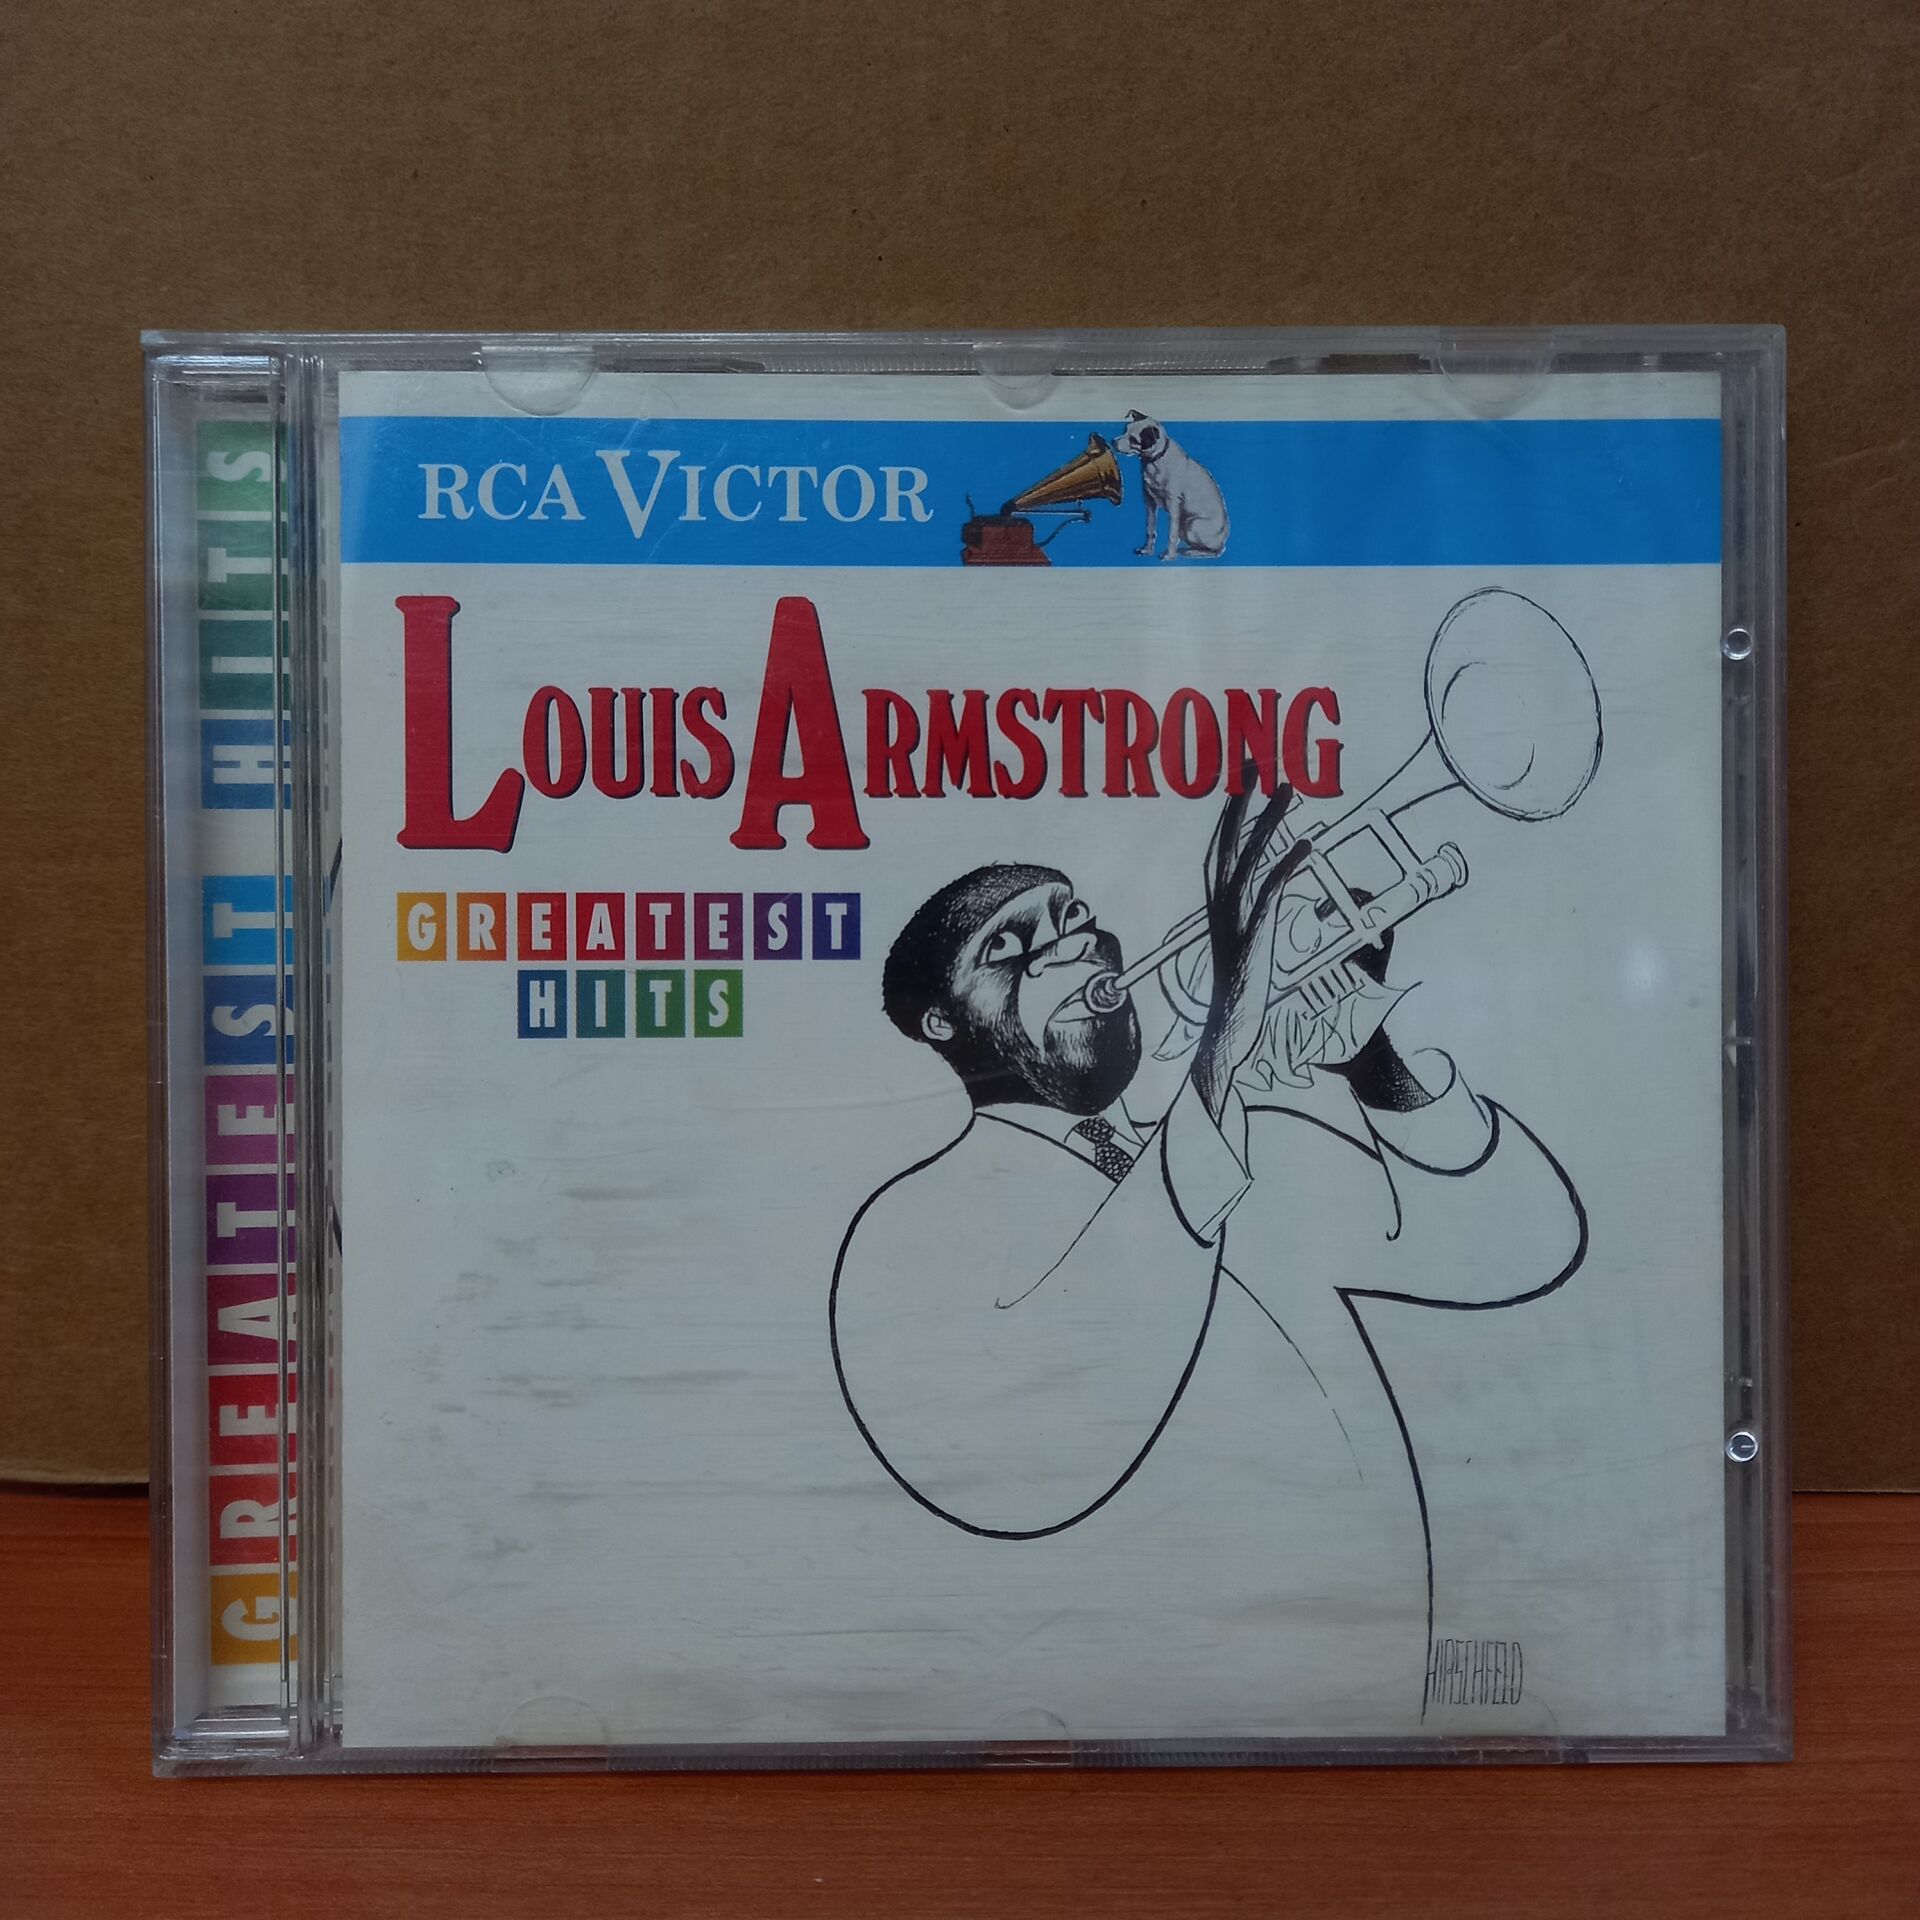 RCA VICTOR
LOUIS ARMSTRONG
GREATEST
HITS
GREATEST HITS
HIRSCHFELD